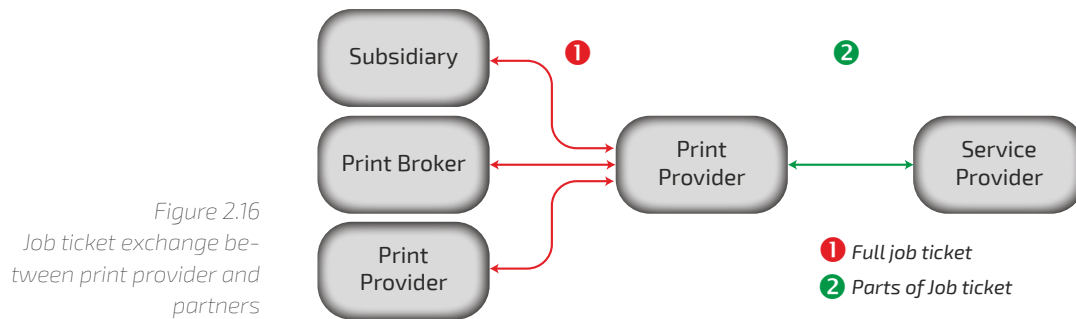 Subsidiary
1
2
Print Broker
Print
Provider
Service
Provider
Print
Provider
Figure 2.16
Job ticket exchange be-
tween print provider and
partners
1 Full job ticket
2 Parts of Job ticket